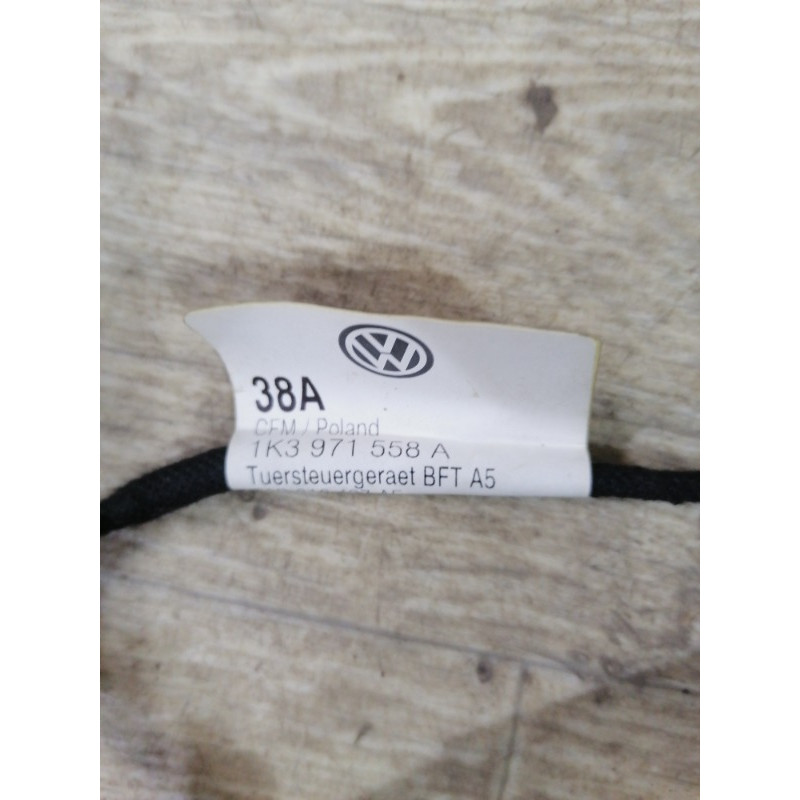 38A
CFM / Poland
1K3 971 558 A
Tuersteuergeraet BFT A5